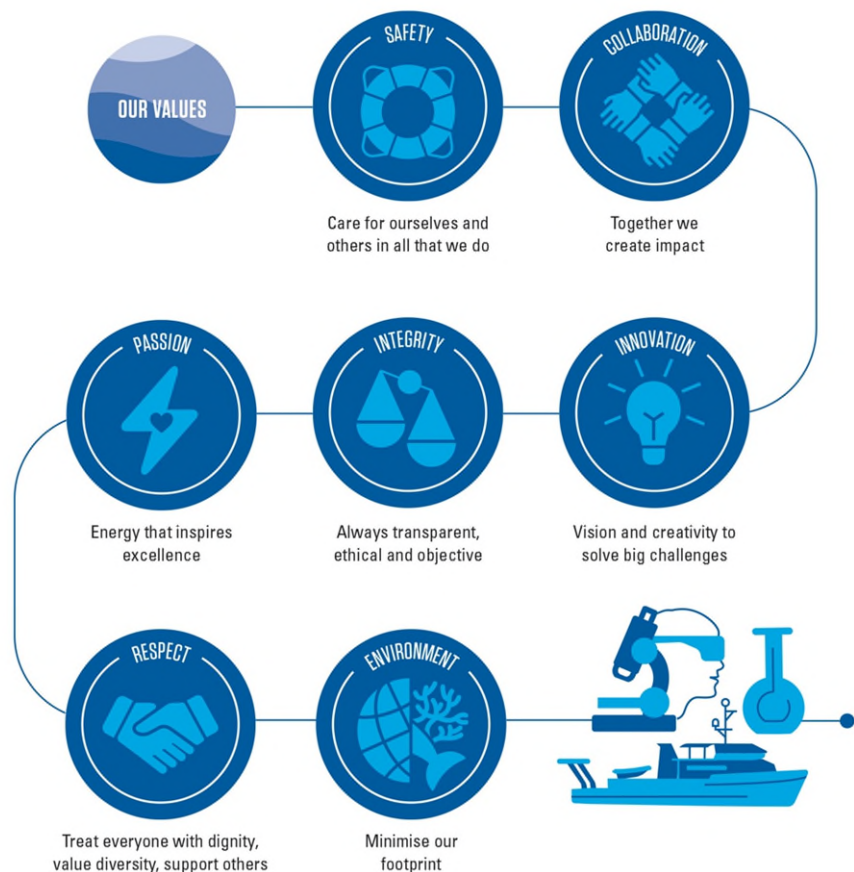 OUR VALUES
SAFETY
Care for ourselves and
others in all that we do
COLLABORATION
Together we
create impact
INNOVATION
Vision and creativity to
solve big challenges
INTEGRITY
Always transparent,
ethical and objective
PASSION
Energy that inspires
excellence
RESPECT
Treat everyone with dignity,
value diversity, support others
ENVIRONMENT
Minimise our
footprint